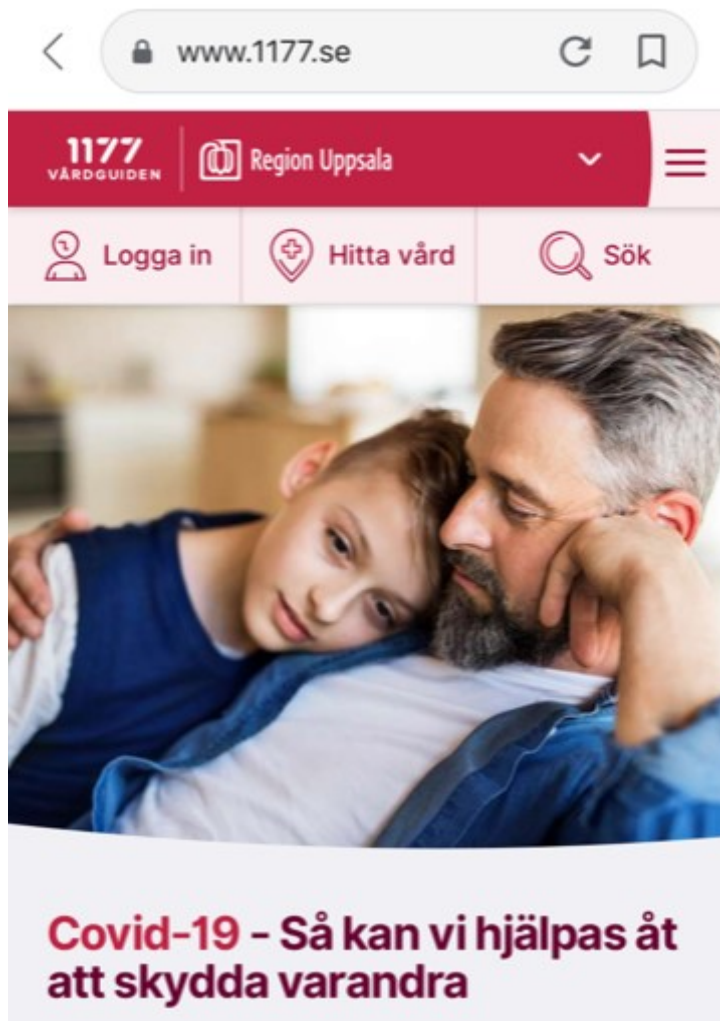 www.1177.se
1177
VÅRDGUIDEN
Region Uppsala
Logga in
Hitta vård
Sök
Covid-19 - Så kan vi hjälpas åt
att skydda varandra